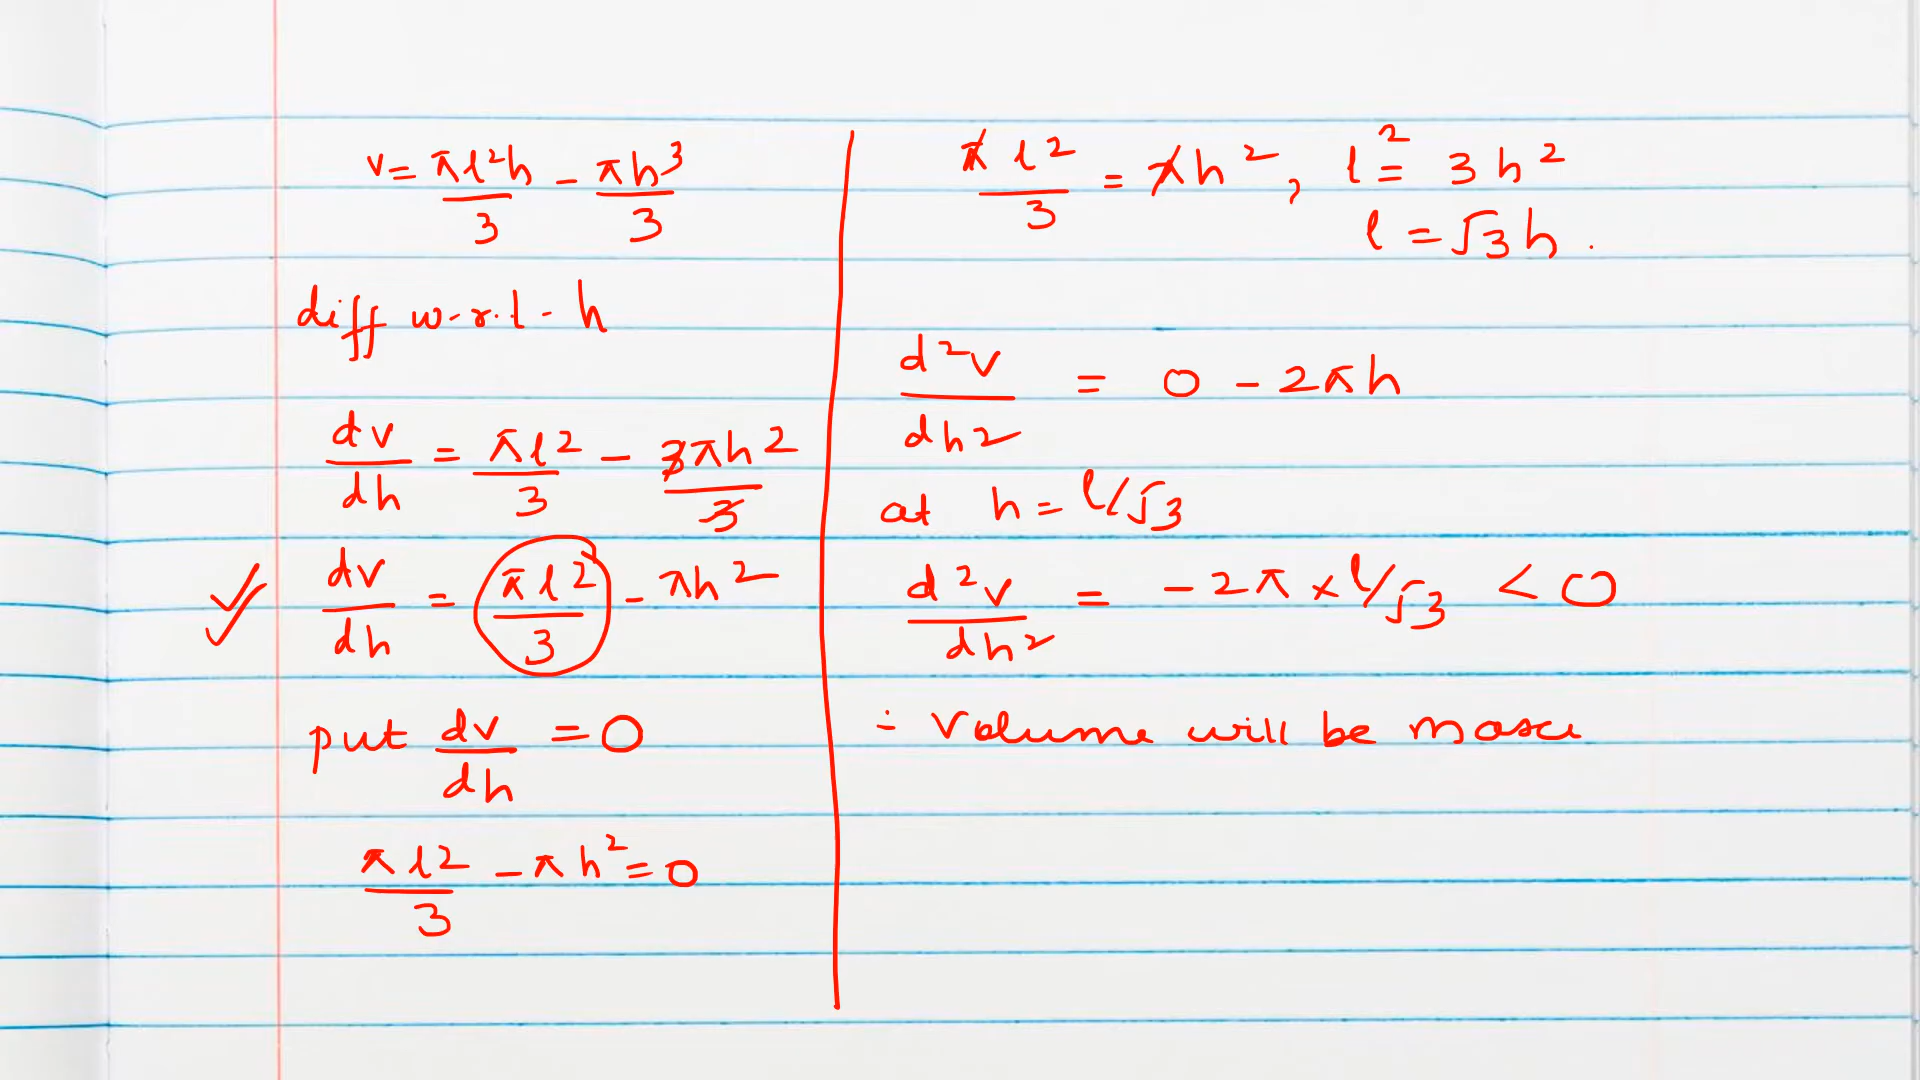 v = πl²h/3 - πh³/3
diff w.r.t. h
dv/dh = πl²/3 - 3πh²/3
dv/dh = πl²/3 - πh²
put dv/dh = 0
πl²/3 - πh² = 0
πl²/3 = πh², l² = 3h²
l = √3h.
d²v/dh² = 0 - 2πh
at h = l/√3
d²v/dh² = -2π × l/√3 < 0
∴ Volume will be max